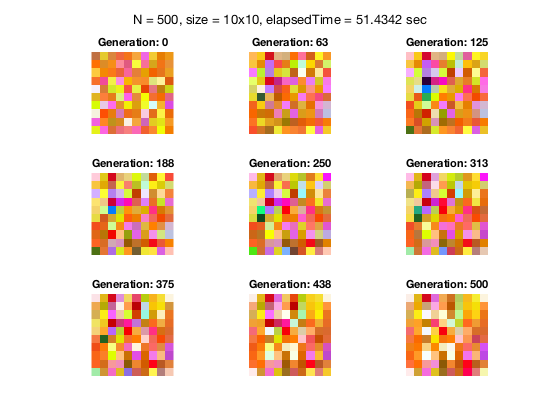 N = 500, size = 10x10, elapsedTime = 51.4342 sec
Generation: 0
Generation: 63
Generation: 125
Generation: 188
Generation: 250
Generation: 313
Generation: 375
Generation: 438
Generation: 500